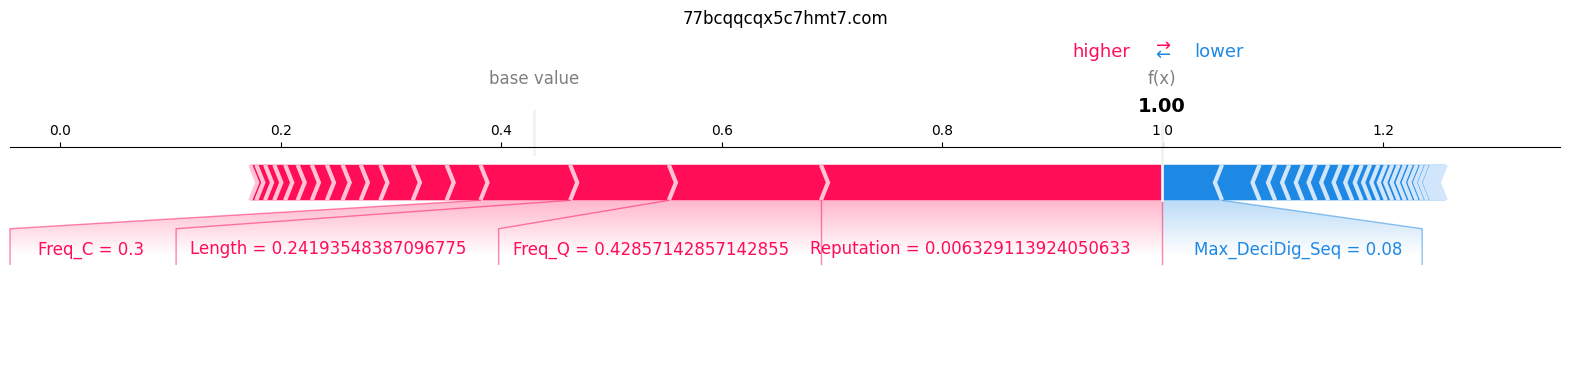 77bcqqcqx5c7hmt7.com
higher → ← lower
base value f(x)
1.00
0.0 0.2 0.4 0.6 0.8 1.0 1.2
Freq_C = 0.3 Length = 0.24193548387096775 Freq_Q = 0.42857142857142855 Reputation = 0.006329113924050633 Max_DeciDig_Seq = 0.08